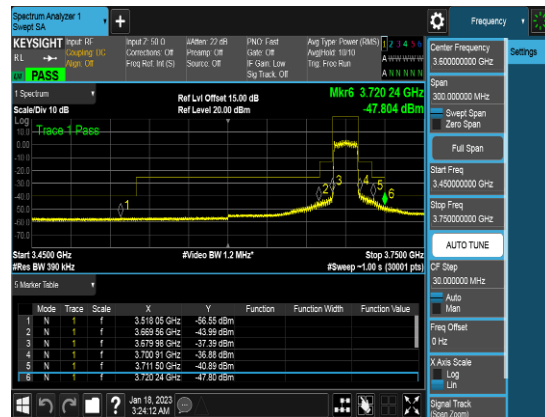 Spectrum Analyzer 1
Swept SA
+
Frequency
KEYSIGHT Input: RF Input Z: 50 Ω #Atten: 22 dB PNO: Fast Avg Type: Power (RMS) 1 2 3 4 5 6
RL Coupling: DC Corrections: Off Preamp: Off Gate: Off Avg|Hold: 10/10 A W W W W W
Align: Off Freq Ref: Int (S) Source: Off IF Gain: Low Trig: Free Run
Sig Track: Off A N N N N N
PASS
1 Spectrum
Ref Lvl Offset 15.00 dB Mkr6 3.720 24 GHz
Scale/Div 10 dB Ref Level 20.00 dBm -47.804 dBm
Log
Trace 1 Pass
10.0
0.00
-10.0
-20.0
-30.0
-40.0
-50.0
-60.0
-70.0
1
2
3
4
5
6
Start 3.4500 GHz #Video BW 1.2 MHz* Stop 3.7500 GHz
#Res BW 390 kHz #Sweep ~1.00 s (30001 pts)
5 Marker Table
Mode Trace Scale X Y Function Function Width Function Value
1 N 1 f 3.518 05 GHz -56.55 dBm
2 N 1 f 3.669 56 GHz -43.99 dBm
3 N 1 f 3.679 98 GHz -37.39 dBm
4 N 1 f 3.700 91 GHz -36.88 dBm
5 N 1 f 3.711 50 GHz -40.89 dBm
6 N 1 f 3.720 24 GHz -47.80 dBm
Jan 18, 2023
3:24:12 AM
?
Center Frequency
3.600000000 GHz
Settings
Span
300.000000 MHz
Swept Span
Zero Span
Full Span
Start Freq
3.450000000 GHz
Stop Freq
3.750000000 GHz
AUTO TUNE
CF Step
30.000000 MHz
Auto
Man
Freq Offset
0 Hz
X Axis Scale
Log
Lin
Signal Track
(Span Zoom)